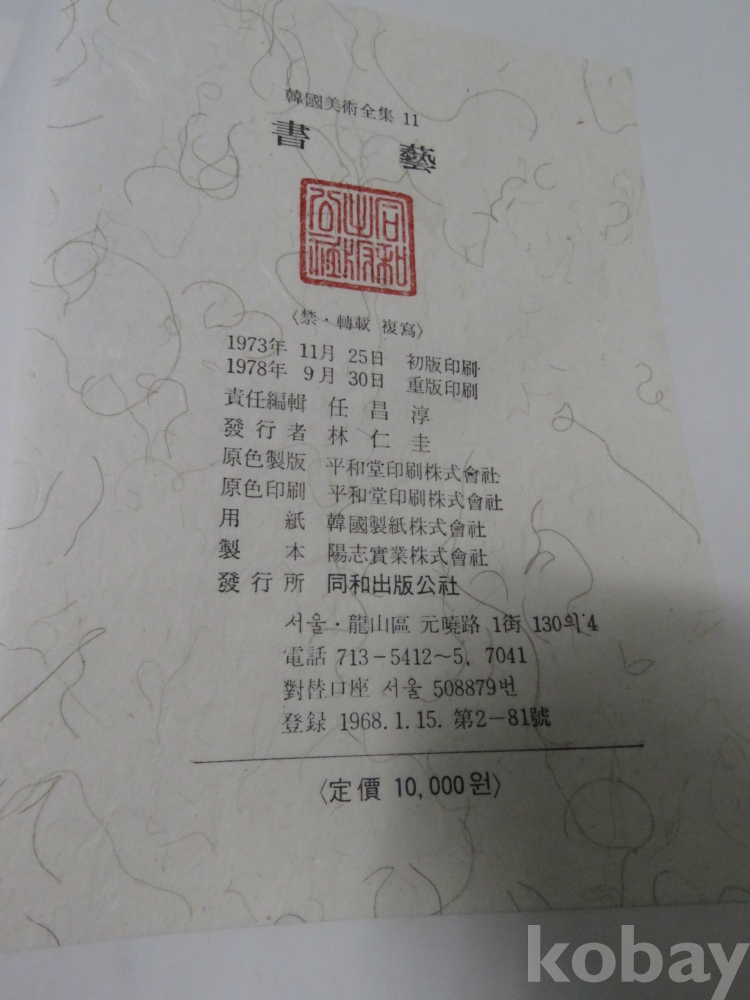 韓國美術全集 11
書藝
同和
出版
公社
〈禁·轉載 複寫〉
1973年 11月 25日 初版印刷
1978年 9月 30日 重版印刷
責任編輯 任昌淳
發行者 林仁圭
原色製版 平和堂印刷株式會社
原色印刷 平和堂印刷株式會社
用紙 韓國製紙株式會社
製本 陽志實業株式會社
發行所 同和出版公社
서울·龍山區 元曉路 1街 130의 4
電話 713-5412~5, 7041
對替口座 서울 508879번
登録 1968.1.15. 第2-81號
〈定價 10,000원〉
kobay